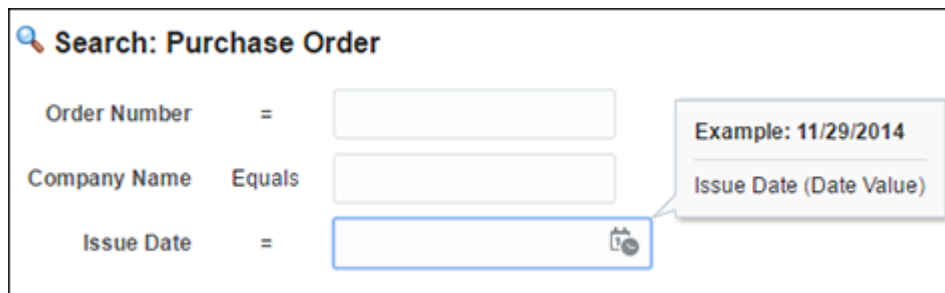 Search: Purchase Order
Order Number =
Example: 11/29/2014
Company Name Equals
Issue Date (Date Value)
Issue Date =